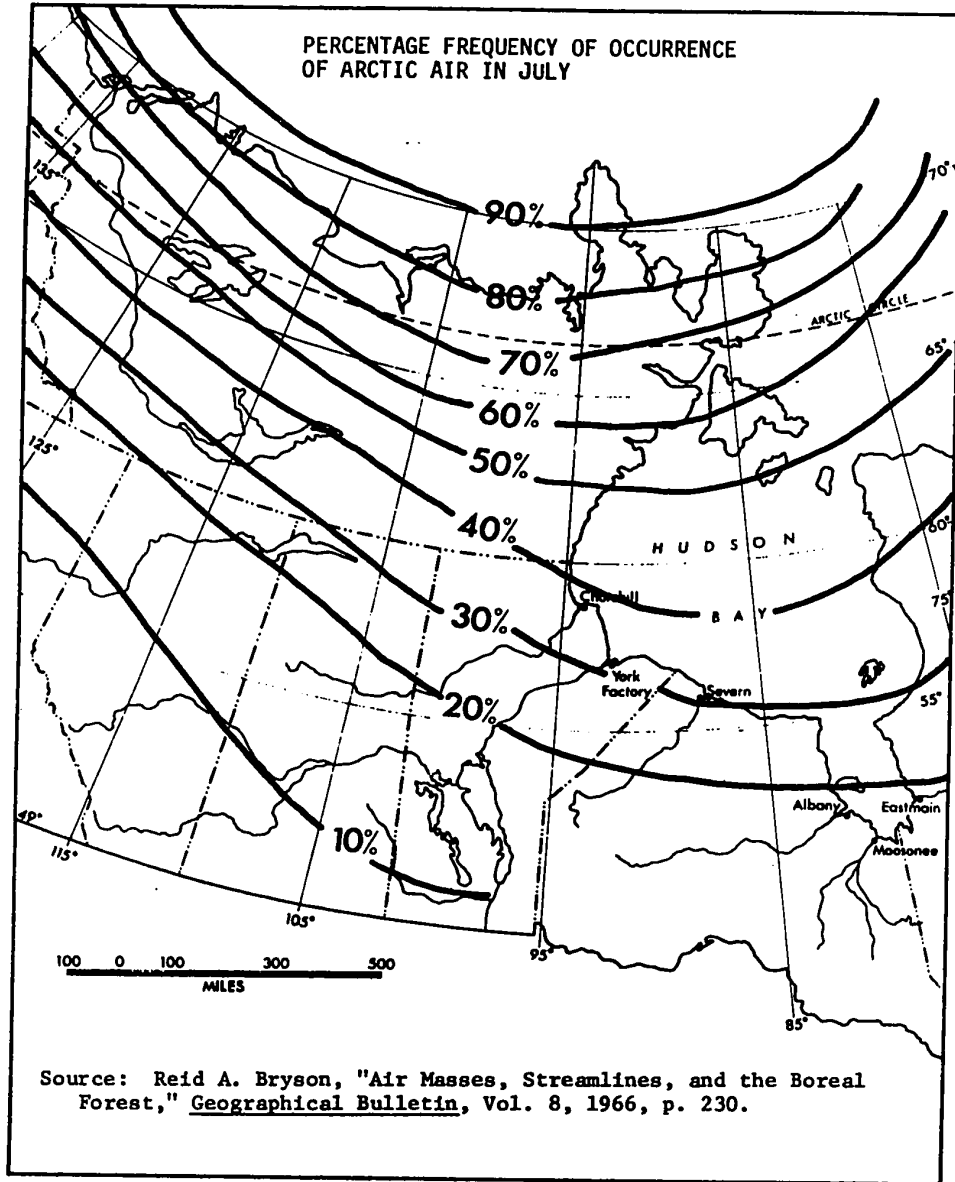 PERCENTAGE FREQUENCY OF OCCURRENCE
OF ARCTIC AIR IN JULY
135°
70°
90%
80%
ARCTIC CIRCLE
70%
65°
60%
125°
50%
40%
HUDSON
60°
Churchill
BAY
75°
30%
York
Factory
Severn
55°
20%
Albany
Eastmain
49°
10%
Moosonee
115°
105°
95°
100 0 100 300 500
MILES
85°
Source: Reid A. Bryson, "Air Masses, Streamlines, and the Boreal
Forest," Geographical Bulletin, Vol. 8, 1966, p. 230.